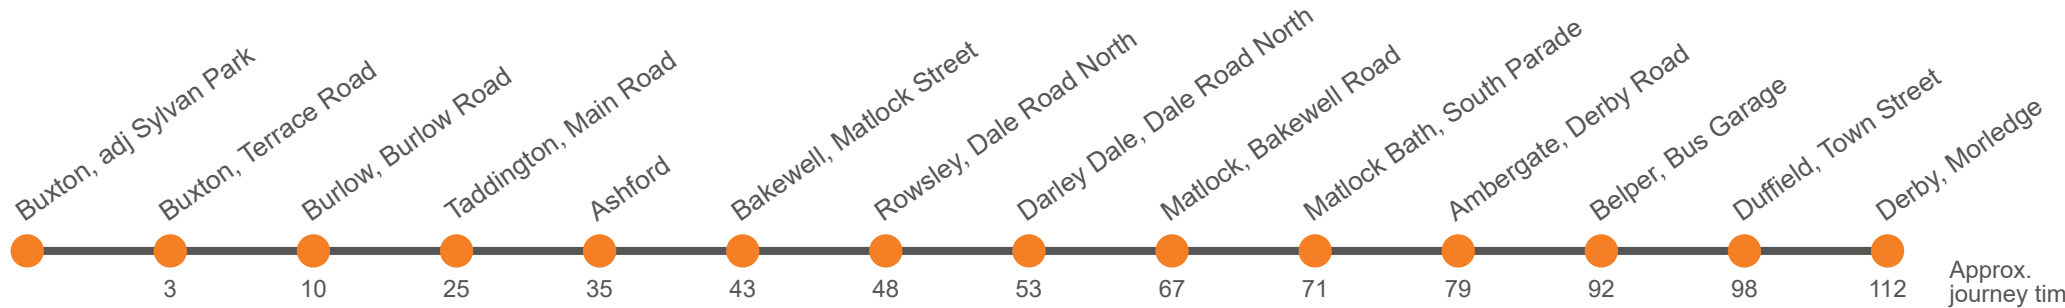 Buxton, adj Sylvan Park
Buxton, Terrace Road
Burlow, Burlow Road
Taddington, Main Road
Ashford
Bakewell, Matlock Street
Rowsley, Dale Road North
Darley Dale, Dale Road North
Matlock, Bakewell Road
Matlock Bath, South Parade
Ambergate, Derby Road
Belper, Bus Garage
Duffield, Town Street
Derby, Morledge
3 10 25 35 43 48 53 67 71 79 92 98 112
Approx.
journey tim